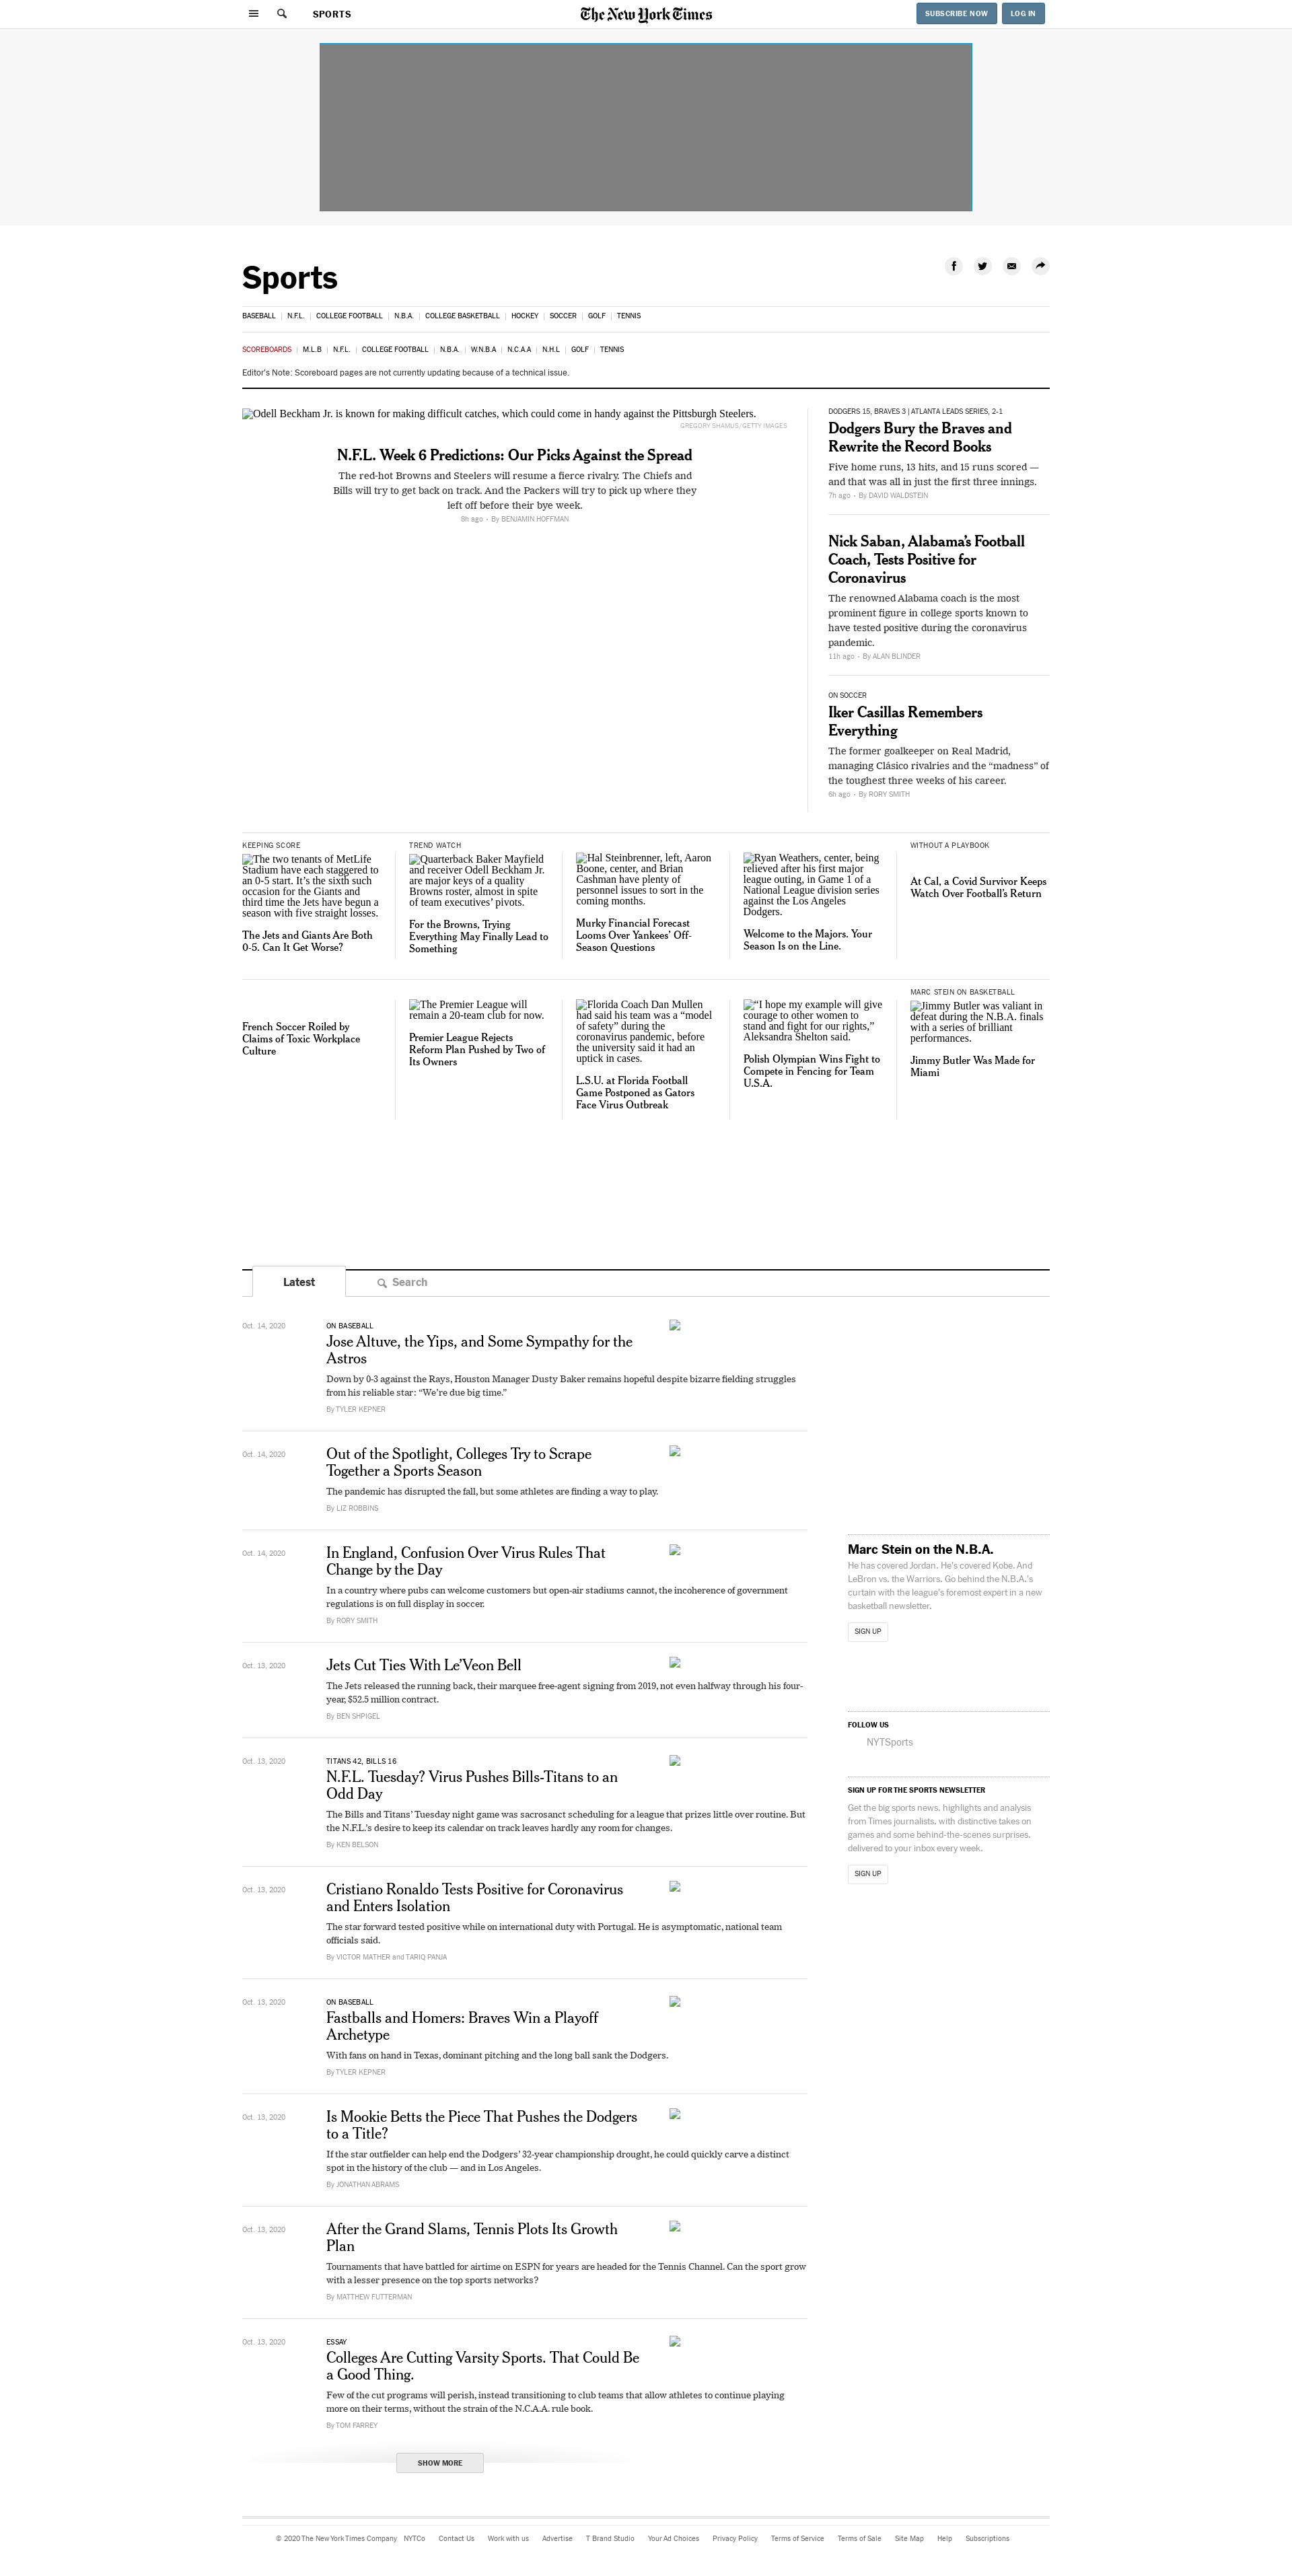 SPORTS
The New York Times
SUBSCRIBE NOW
LOG IN
Sports
BASEBALL | N.F.L. | COLLEGE FOOTBALL | N.B.A. | COLLEGE BASKETBALL | HOCKEY | SOCCER | GOLF | TENNIS
SCOREBOARDS | M.L.B | N.F.L. | COLLEGE FOOTBALL | N.B.A. | W.N.B.A | N.C.A.A | N.H.L | GOLF | TENNIS
Editor's Note: Scoreboard pages are not currently updating because of a technical issue.
Odell Beckham Jr. is known for making difficult catches, which could come in handy against the Pittsburgh Steelers.
GREGORY SHAMUS/GETTY IMAGES
N.F.L. Week 6 Predictions: Our Picks Against the Spread
The red-hot Browns and Steelers will resume a fierce rivalry. The Chiefs and
Bills will try to get back on track. And the Packers will try to pick up where they
left off before their bye week.
8h ago • By BENJAMIN HOFFMAN
DODGERS 15, BRAVES 3 | ATLANTA LEADS SERIES, 2-1
Dodgers Bury the Braves and
Rewrite the Record Books
Five home runs, 13 hits, and 15 runs scored —
and that was all in just the first three innings.
7h ago • By DAVID WALDSTEIN
Nick Saban, Alabama’s Football
Coach, Tests Positive for
Coronavirus
The renowned Alabama coach is the most
prominent figure in college sports known to
have tested positive during the coronavirus
pandemic.
11h ago • By ALAN BLINDER
ON SOCCER
Iker Casillas Remembers
Everything
The former goalkeeper on Real Madrid,
managing Clásico rivalries and the “madness” of
the toughest three weeks of his career.
6h ago • By RORY SMITH
KEEPING SCORE
The two tenants of MetLife
Stadium have each staggered to
an 0-5 start. It’s the sixth such
occasion for the Giants and
third time the Jets have begun a
season with five straight losses.
The Jets and Giants Are Both
0-5. Can It Get Worse?
TREND WATCH
Quarterback Baker Mayfield
and receiver Odell Beckham Jr.
are major keys of a quality
Browns roster, almost in spite
of team executives’ pivots.
For the Browns, Trying
Everything May Finally Lead to
Something
Hal Steinbrenner, left, Aaron
Boone, center, and Brian
Cashman have plenty of
personnel issues to sort in the
coming months.
Murky Financial Forecast
Looms Over Yankees’ Off-
Season Questions
Ryan Weathers, center, being
relieved after his first major
league outing, in Game 1 of a
National League division series
against the Los Angeles
Dodgers.
Welcome to the Majors. Your
Season Is on the Line.
WITHOUT A PLAYBOOK
At Cal, a Covid Survivor Keeps
Watch Over Football’s Return
French Soccer Roiled by
Claims of Toxic Workplace
Culture
The Premier League will
remain a 20-team club for now.
Premier League Rejects
Reform Plan Pushed by Two of
Its Owners
Florida Coach Dan Mullen
had said his team was a “model
of safety” during the
coronavirus pandemic, before
the university said it had an
uptick in cases.
L.S.U. at Florida Football
Game Postponed as Gators
Face Virus Outbreak
“I hope my example will give
courage to other women to
stand and fight for our rights,”
Aleksandra Shelton said.
Polish Olympian Wins Fight to
Compete in Fencing for Team
U.S.A.
MARC STEIN ON BASKETBALL
Jimmy Butler was valiant in
defeat during the N.B.A. finals
with a series of brilliant
performances.
Jimmy Butler Was Made for
Miami
Latest
Search
Oct. 14, 2020
ON BASEBALL
Jose Altuve, the Yips, and Some Sympathy for the
Astros
Down by 0-3 against the Rays, Houston Manager Dusty Baker remains hopeful despite bizarre fielding struggles
from his reliable star: “We’re due big time.”
By TYLER KEPNER
Oct. 14, 2020
Out of the Spotlight, Colleges Try to Scrape
Together a Sports Season
The pandemic has disrupted the fall, but some athletes are finding a way to play.
By LIZ ROBBINS
Oct. 14, 2020
In England, Confusion Over Virus Rules That
Change by the Day
In a country where pubs can welcome customers but open-air stadiums cannot, the incoherence of government
regulations is on full display in soccer.
By RORY SMITH
Oct. 13, 2020
Jets Cut Ties With Le’Veon Bell
The Jets released the running back, their marquee free-agent signing from 2019, not even halfway through his four-
year, $52.5 million contract.
By BEN SHPIGEL
Oct. 13, 2020
TITANS 42, BILLS 16
N.F.L. Tuesday? Virus Pushes Bills-Titans to an
Odd Day
The Bills and Titans’ Tuesday night game was sacrosanct scheduling for a league that prizes little over routine. But
the N.F.L.’s desire to keep its calendar on track leaves hardly any room for changes.
By KEN BELSON
Oct. 13, 2020
Cristiano Ronaldo Tests Positive for Coronavirus
and Enters Isolation
The star forward tested positive while on international duty with Portugal. He is asymptomatic, national team
officials said.
By VICTOR MATHER and TARIQ PANJA
Oct. 13, 2020
ON BASEBALL
Fastballs and Homers: Braves Win a Playoff
Archetype
With fans on hand in Texas, dominant pitching and the long ball sank the Dodgers.
By TYLER KEPNER
Oct. 13, 2020
Is Mookie Betts the Piece That Pushes the Dodgers
to a Title?
If the star outfielder can help end the Dodgers’ 32-year championship drought, he could quickly carve a distinct
spot in the history of the club — and in Los Angeles.
By JONATHAN ABRAMS
Oct. 13, 2020
After the Grand Slams, Tennis Plots Its Growth
Plan
Tournaments that have battled for airtime on ESPN for years are headed for the Tennis Channel. Can the sport grow
with a lesser presence on the top sports networks?
By MATTHEW FUTTERMAN
Oct. 13, 2020
ESSAY
Colleges Are Cutting Varsity Sports. That Could Be
a Good Thing.
Few of the cut programs will perish, instead transitioning to club teams that allow athletes to continue playing
more on their terms, without the strain of the N.C.A.A. rule book.
By TOM FARREY
SHOW MORE
Marc Stein on the N.B.A.
He has covered Jordan. He’s covered Kobe. And
LeBron vs. the Warriors. Go behind the N.B.A.’s
curtain with the league’s foremost expert in a new
basketball newsletter.
SIGN UP
FOLLOW US
NYTSports
SIGN UP FOR THE SPORTS NEWSLETTER
Get the big sports news, highlights and analysis
from Times journalists, with distinctive takes on
games and some behind-the-scenes surprises,
delivered to your inbox every week.
SIGN UP
© 2020 The New York Times Company NYTCo Contact Us Work with us Advertise T Brand Studio Your Ad Choices Privacy Policy Terms of Service Terms of Sale Site Map Help Subscriptions